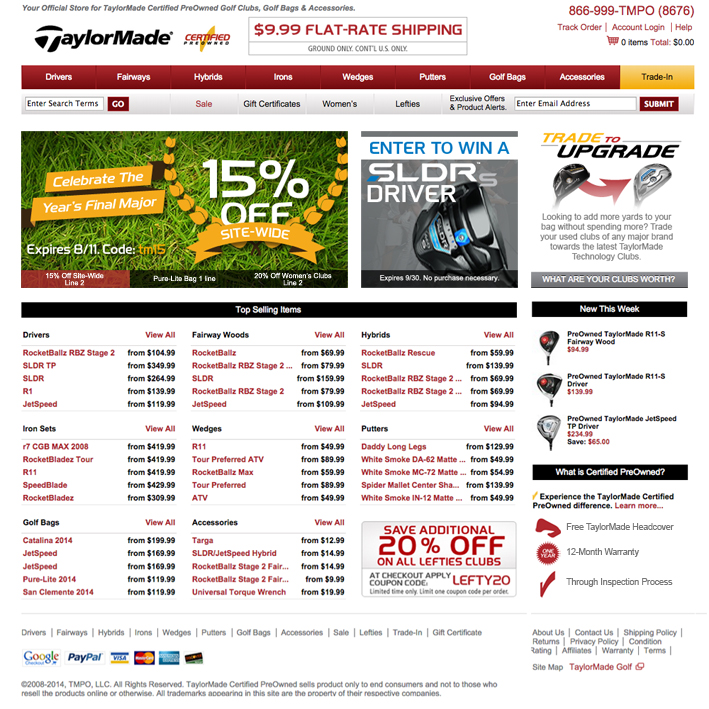 Your Official Store for TaylorMade Certified PreOwned Golf Clubs, Golf Bags & Accessories.
866-999-TMPO (8676)
TaylorMade
CERTIFIED
PREOWNED
$9.99 FLAT-RATE SHIPPING
GROUND ONLY. CONT'L U.S. ONLY.
Track Order | Account Login | Help
0 items Total: $0.00
Drivers Fairways Hybrids Irons Wedges Putters Golf Bags Accessories Trade-In
Enter Search Terms GO Sale Gift Certificates Women's Lefties Exclusive Offers & Product Alerts. Enter Email Address SUBMIT
Celebrate The
Year's Final Major
15%
OFF
SITE-WIDE
Expires 8/11. Code: tm15
15% Off Site-Wide
Line 2
Pure-Lite Bag 1 line
20% Off Women's Clubs
Line 2
ENTER TO WIN A
SLDR™s
DRIVER
Expires 9/30. No purchase necessary.
TRADE TO
UPGRADE
Looking to add more yards to your
bag without spending more? Trade
your used clubs of any major brand
towards the latest TaylorMade
Technology Clubs.
WHAT ARE YOUR CLUBS WORTH?
Top Selling Items
Drivers View All
RocketBallz RBZ Stage 2 from $104.99
SLDR TP from $349.99
SLDR from $264.99
R1 from $139.99
JetSpeed from $119.99
Fairway Woods View All
RocketBallz from $69.99
RocketBallz RBZ Stage 2 ... from $79.99
SLDR from $159.99
RocketBallz RBZ Stage 2 from $79.99
JetSpeed from $109.99
Hybrids View All
RocketBallz Rescue from $59.99
SLDR from $139.99
RocketBallz RBZ Stage 2 ... from $69.99
RocketBallz RBZ Stage 2 ... from $69.99
JetSpeed from $94.99
Iron Sets View All
r7 CGB MAX 2008 from $419.99
RocketBladez Tour from $419.99
R11 from $419.99
SpeedBlade from $429.99
RocketBladez from $309.99
Wedges View All
R11 from $49.99
Tour Preferred ATV from $89.99
RocketBallz Max from $59.99
Tour Preferred from $89.99
ATV from $49.99
Putters View All
Daddy Long Legs from $129.99
White Smoke DA-62 Matte ... from $49.99
White Smoke MC-72 Matte ... from $54.99
Spider Mallet Center Sha... from $139.99
White Smoke IN-12 Matte ... from $49.99
Golf Bags View All
Catalina 2014 from $199.99
JetSpeed from $169.99
JetSpeed from $169.99
Pure-Lite 2014 from $119.99
San Clemente 2014 from $119.99
Accessories View All
Targa from $12.99
SLDR/JetSpeed Hybrid from $14.99
RocketBallz Stage 2 Fair... from $14.99
RocketBallz Stage 2 Fair... from $9.99
Universal Torque Wrench from $19.99
SAVE ADDITIONAL
20% OFF
ON ALL LEFTIES CLUBS
AT CHECKOUT APPLY
COUPON CODE: LEFTY20
Limited time only. Limit one coupon code per order.
New This Week
PreOwned TaylorMade R11-S
Fairway Wood
$94.99
PreOwned TaylorMade R11-S
Driver
$139.99
PreOwned TaylorMade JetSpeed
TP Driver
$234.99
Save: $65.00
What is Certified PreOwned?
Experience the TaylorMade Certified
PreOwned difference. Learn more...
Free TaylorMade Headcover
ONE
YEAR
12-Month Warranty
Through Inspection Process
Drivers | Fairways | Hybrids | Irons | Wedges | Putters | Golf Bags | Accessories | Sale | Lefties | Trade-In | Gift Certificate
Google
Checkout
PayPal
VISA
MasterCard
About Us | Contact Us | Shipping Policy |
Returns | Privacy Policy | Condition
Rating | Affiliates | Warranty | Terms |
Site Map TaylorMade Golf
©2008-2014, TMPO, LLC. All Rights Reserved. TaylorMade Certified PreOwned sells product only to end consumers and not to those who
resell the products online or otherwise. All trademarks appearing in this site are the property of their respective companies.